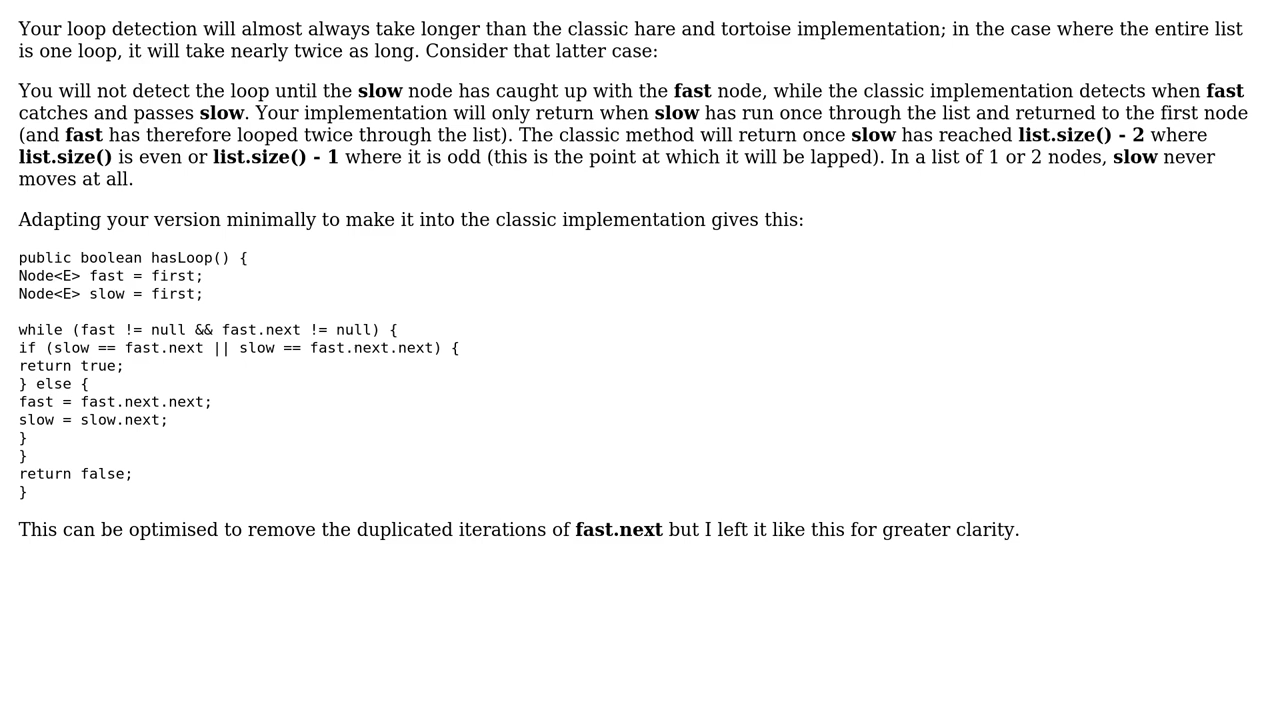 Your loop detection will almost always take longer than the classic hare and tortoise implementation; in the case where the entire list
is one loop, it will take nearly twice as long. Consider that latter case:
You will not detect the loop until the slow node has caught up with the fast node, while the classic implementation detects when fast
catches and passes slow. Your implementation will only return when slow has run once through the list and returned to the first node
(and fast has therefore looped twice through the list). The classic method will return once slow has reached list.size() - 2 where
list.size() is even or list.size() - 1 where it is odd (this is the point at which it will be lapped). In a list of 1 or 2 nodes, slow never
moves at all.
Adapting your version minimally to make it into the classic implementation gives this:
public boolean hasLoop() {
Node<E> fast = first;
Node<E> slow = first;
while (fast != null && fast.next != null) {
if (slow == fast.next || slow == fast.next.next) {
return true;
} else {
fast = fast.next.next;
slow = slow.next;
}
}
return false;
}
This can be optimised to remove the duplicated iterations of fast.next but I left it like this for greater clarity.